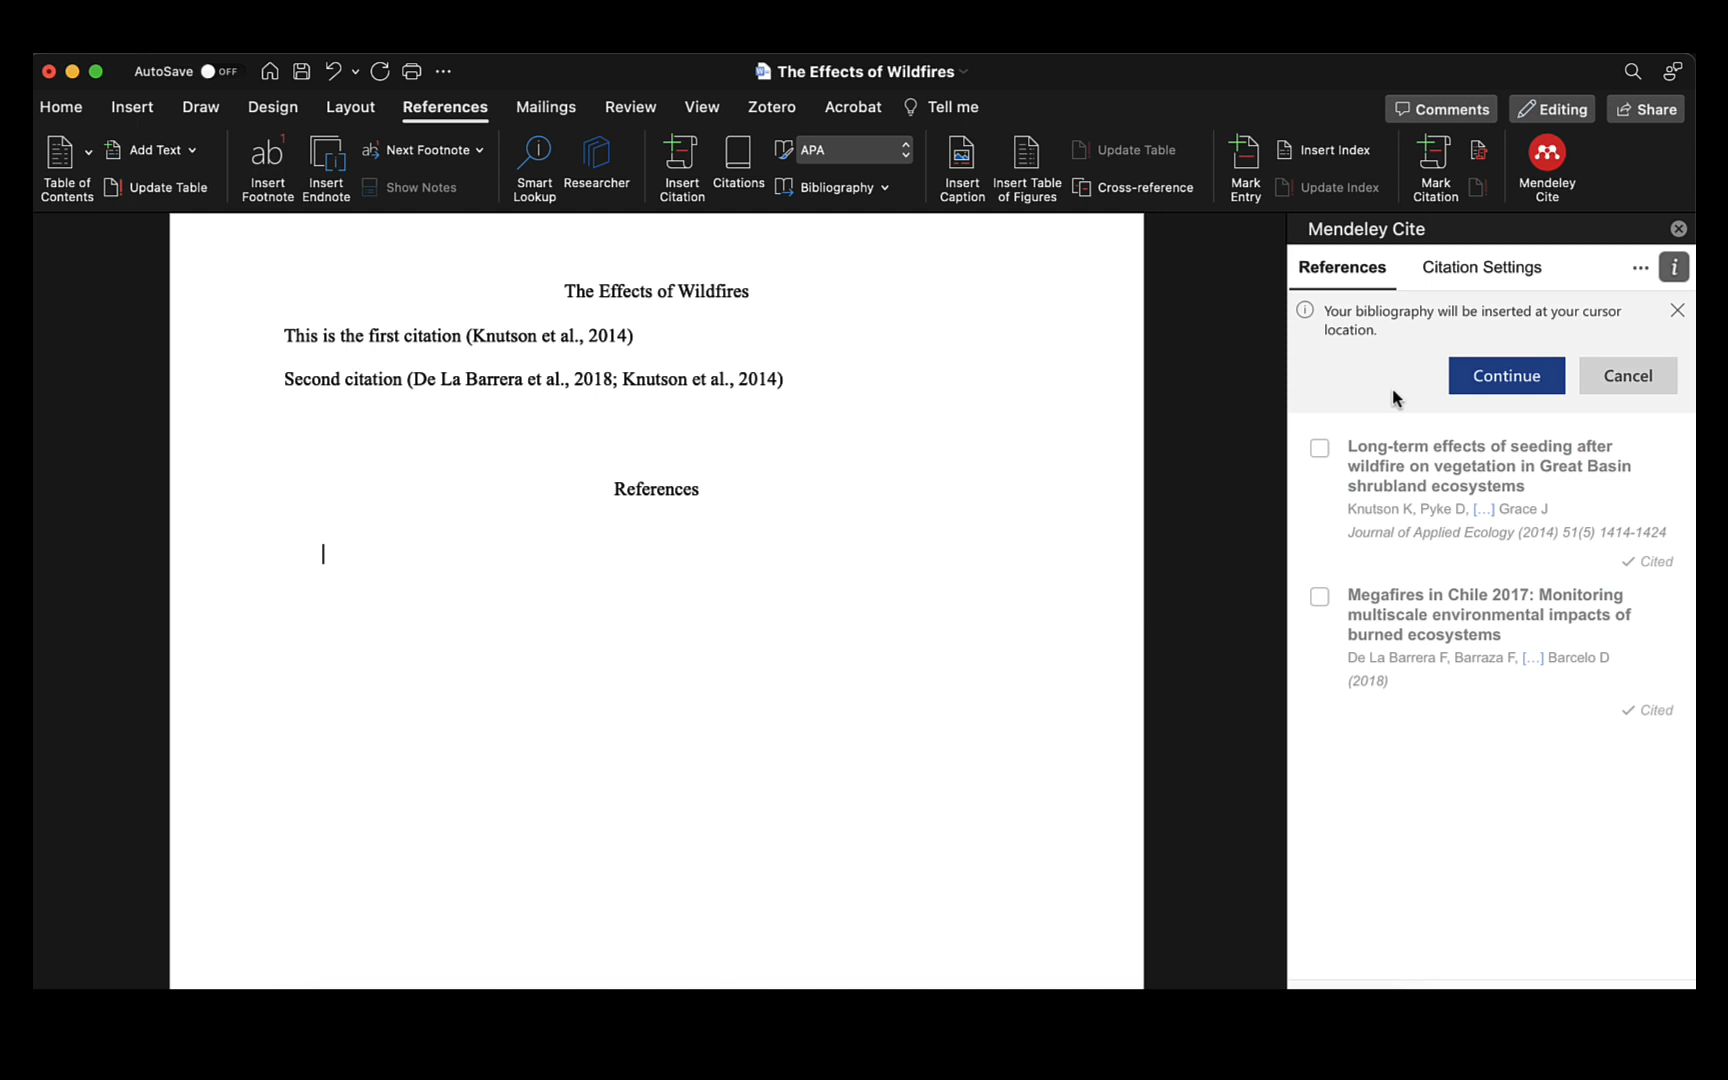 AutoSave OFF
The Effects of Wildfires
Home Insert Draw Design Layout References Mailings Review View Zotero Acrobat Tell me
Comments Editing Share
Table of Contents
Add Text
Update Table
ab1
Insert Footnote
Insert Endnote
ab Next Footnote
Show Notes
Smart Lookup
Researcher
Insert Citation
Citations
APA
Bibliography
Insert Caption
Insert Table of Figures
Update Table
Cross-reference
Mark Entry
Insert Index
Update Index
Mark Citation
Mendeley Cite
The Effects of Wildfires
This is the first citation (Knutson et al., 2014)
Second citation (De La Barrera et al., 2018; Knutson et al., 2014)
References
Mendeley Cite
References Citation Settings
Your bibliography will be inserted at your cursor
location.
Continue Cancel
Long-term effects of seeding after
wildfire on vegetation in Great Basin
shrubland ecosystems
Knutson K, Pyke D, [...] Grace J
Journal of Applied Ecology (2014) 51(5) 1414-1424
Cited
Megafires in Chile 2017: Monitoring
multiscale environmental impacts of
burned ecosystems
De La Barrera F, Barraza F, [...] Barcelo D
(2018)
Cited